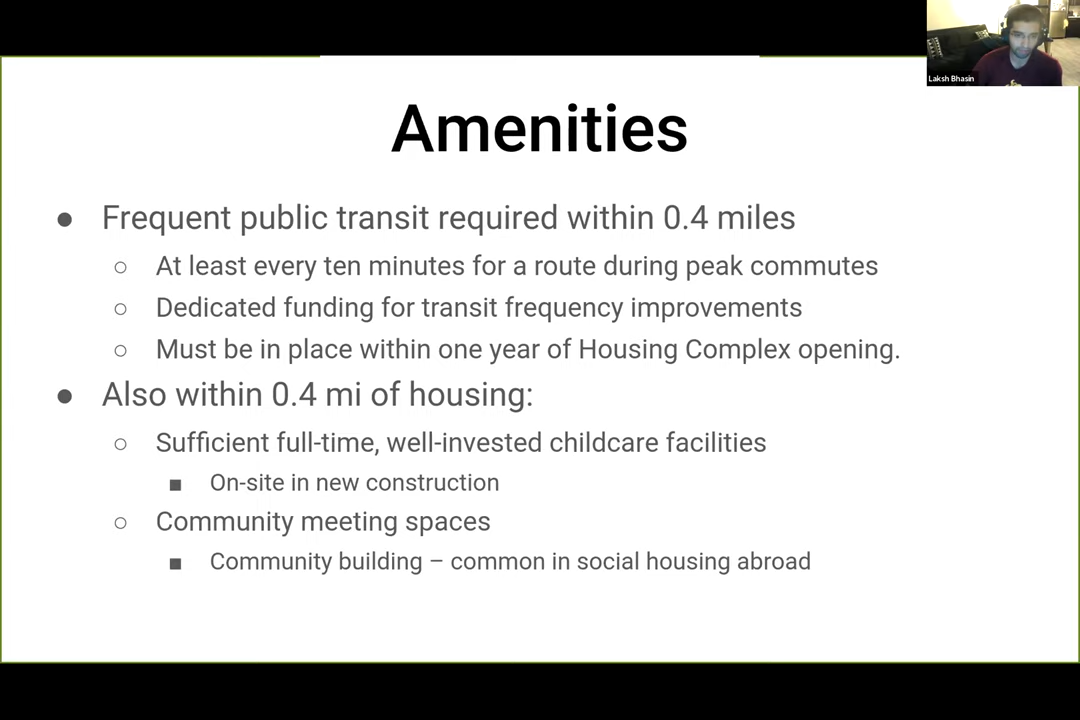 Laksh Bhasin
Amenities
● Frequent public transit required within 0.4 miles
○ At least every ten minutes for a route during peak commutes
○ Dedicated funding for transit frequency improvements
○ Must be in place within one year of Housing Complex opening.
● Also within 0.4 mi of housing:
○ Sufficient full-time, well-invested childcare facilities
■ On-site in new construction
○ Community meeting spaces
■ Community building – common in social housing abroad